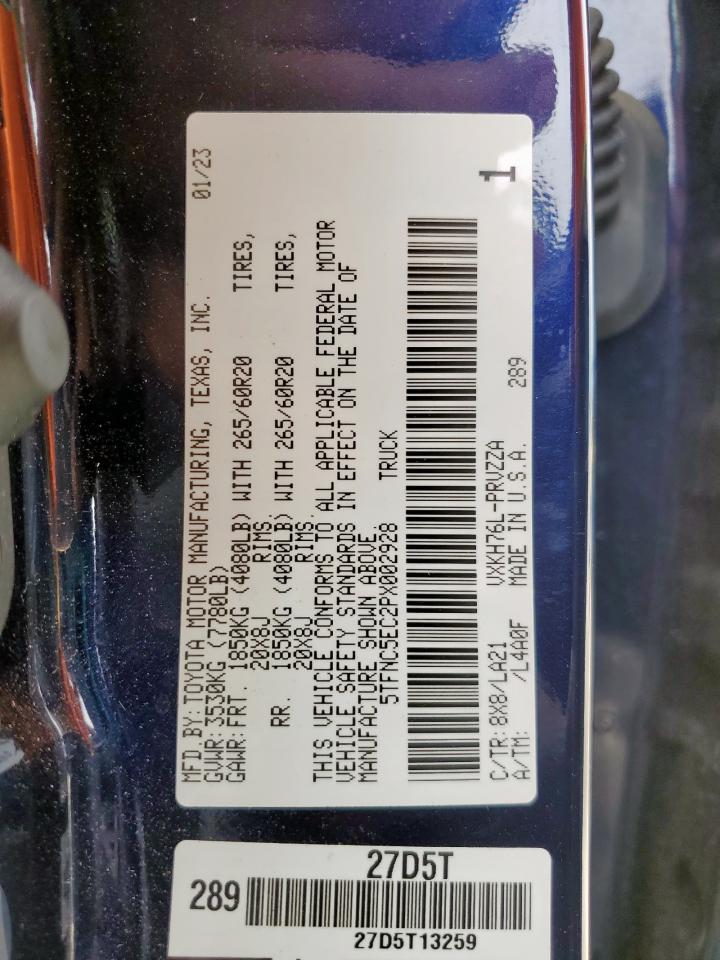 MFD BY: TOYOTA MOTOR MANUFACTURING, TEXAS, INC. 01/23
GVWR: 3530KG (7780LB)
GAWR: FRT. 1850KG (4080LB) WITH 265/60R20 TIRES,
20X8J RIMS
RR. 1850KG (4080LB) WITH 265/60R20 TIRES,
20X8J RIMS.
THIS VEHICLE CONFORMS TO ALL APPLICABLE FEDERAL MOTOR
VEHICLE SAFETY STANDARDS IN EFFECT ON THE DATE OF
MANUFACTURE SHOWN ABOVE.
5TFNC5EC2PX002928 TRUCK
1
C/TR: 8X8/LA21 VXKH76L-PRVZZA 289
A/TM: /L4A0F MADE IN U.S.A.
27D5T
289
27D5T13259